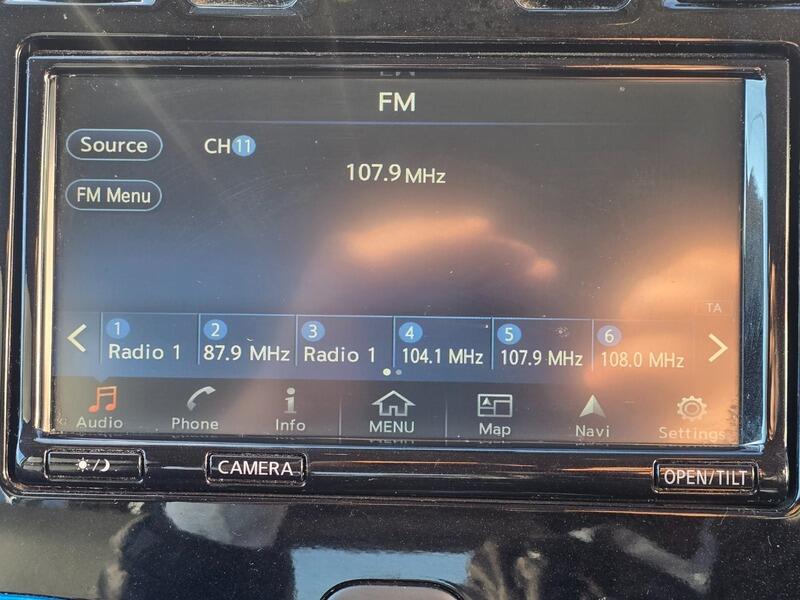 FM
Source
CH 11
107.9 MHz
FM Menu
TA
1 2 3 4 5 6
< Radio 1 87.9 MHz Radio 1 104.1 MHz 107.9 MHz 108.0 MHz >
Audio Phone Info MENU Map Navi Settings
CAMERA OPEN/TILT